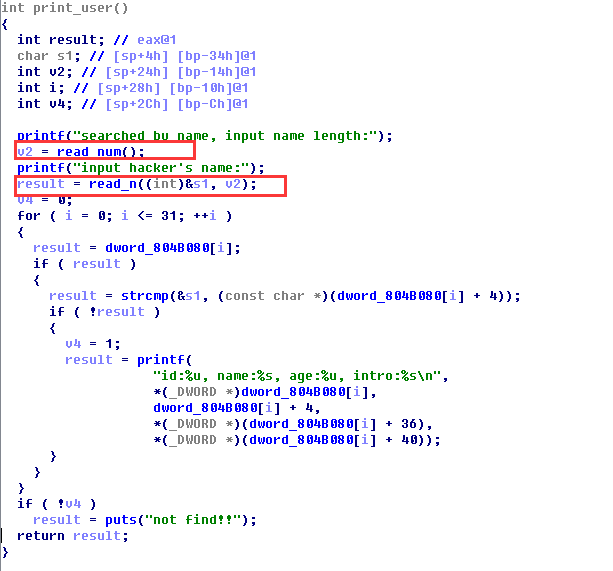 int print_user()
{
int result; // eax@1
char s1; // [sp+4h] [bp-34h]@1
int v2; // [sp+24h] [bp-14h]@1
int i; // [sp+28h] [bp-10h]@1
int v4; // [sp+2Ch] [bp-Ch]@1
printf("searched by name, input name length:");
v2 = read_num();
printf("input hacker's name:");
result = read_n((int)&s1, v2);
v4 = 0;
for ( i = 0; i <= 31; ++i )
{
result = dword_804B080[i];
if ( result )
{
result = strcmp(&s1, (const char *)(dword_804B080[i] + 4));
if ( !result )
{
v4 = 1;
result = printf(
"id:%u, name:%s, age:%u, intro:%s\n",
*(_DWORD *)dword_804B080[i],
dword_804B080[i] + 4,
*(_DWORD *)(dword_804B080[i] + 36),
*(_DWORD *)(dword_804B080[i] + 40));
}
}
}
if ( !v4 )
result = puts("not find!!");
return result;
}